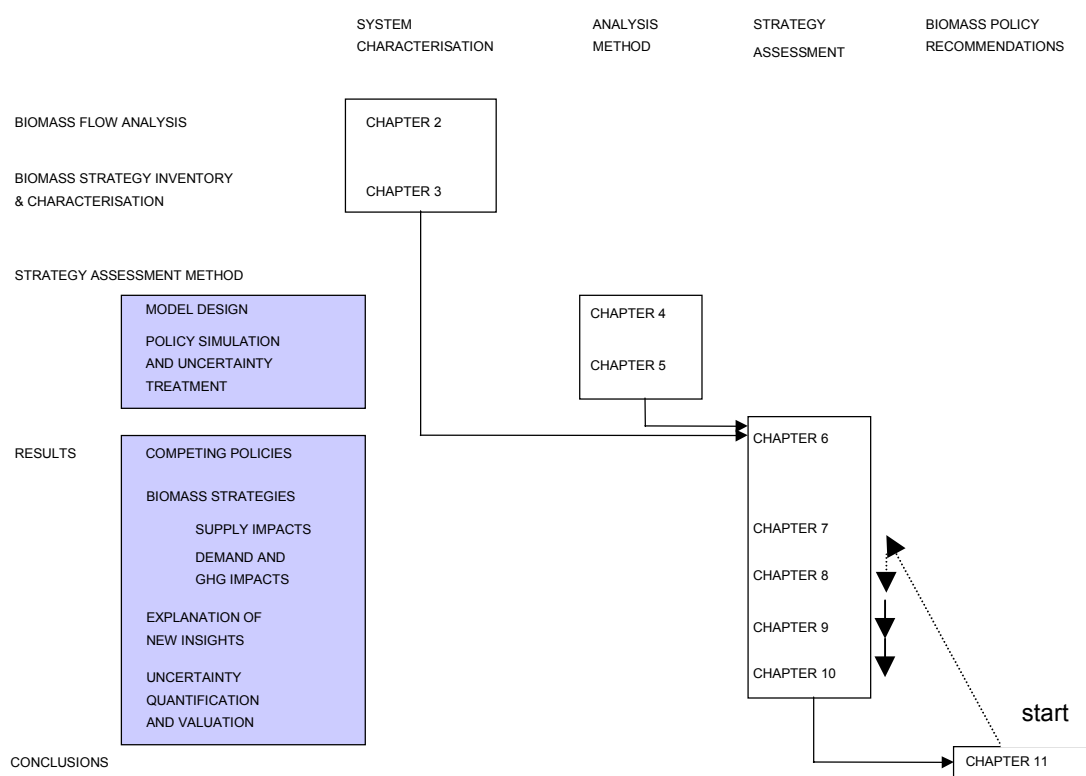 SYSTEM
CHARACTERISATION
ANALYSIS
METHOD
STRATEGY
ASSESSMENT
BIOMASS POLICY
RECOMMENDATIONS
BIOMASS FLOW ANALYSIS
CHAPTER 2
BIOMASS STRATEGY INVENTORY
& CHARACTERISATION
CHAPTER 3
STRATEGY ASSESSMENT METHOD
MODEL DESIGN
POLICY SIMULATION
AND UNCERTAINTY
TREATMENT
CHAPTER 4
CHAPTER 5
RESULTS
COMPETING POLICIES
BIOMASS STRATEGIES
SUPPLY IMPACTS
DEMAND AND
GHG IMPACTS
EXPLANATION OF
NEW INSIGHTS
UNCERTAINTY
QUANTIFICATION
AND VALUATION
CHAPTER 6
CHAPTER 7
CHAPTER 8
CHAPTER 9
CHAPTER 10
start
CONCLUSIONS
CHAPTER 11